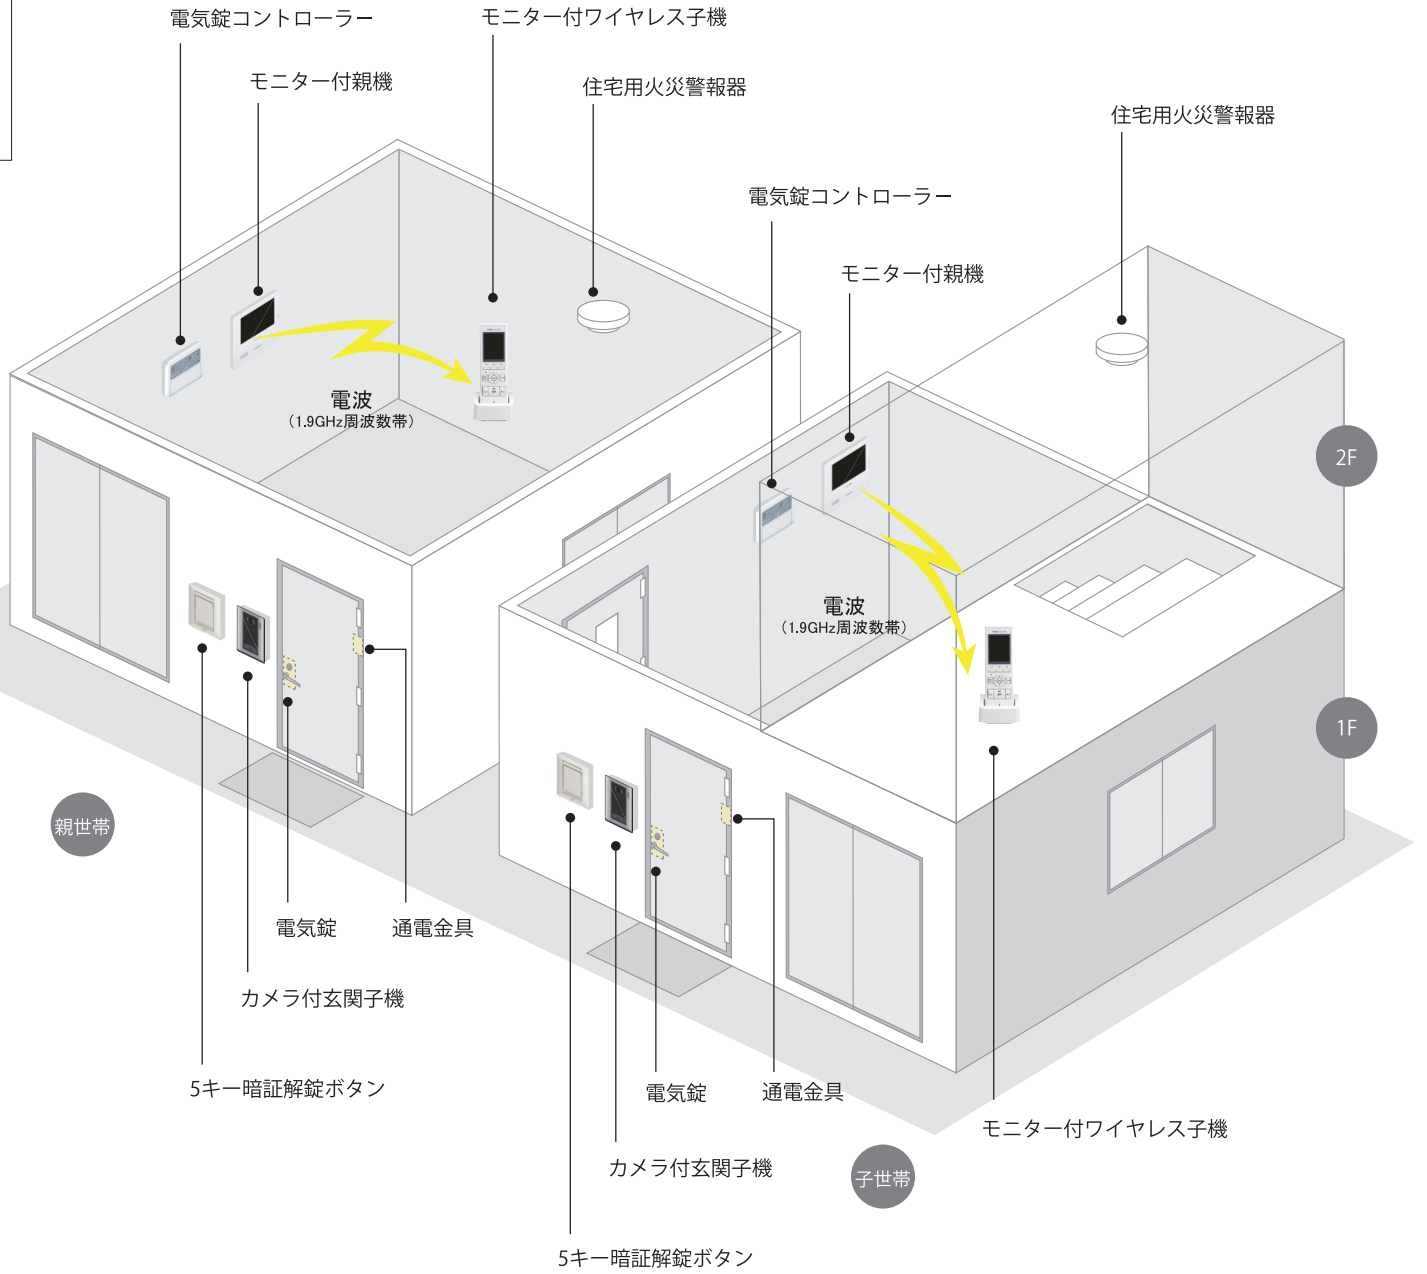 電気錠コントローラー
モニター付ワイヤレス子機
モニター付親機
住宅用火災警報器
住宅用火災警報器
電気錠コントローラー
モニター付親機
電波
（1.9GHz周波数帯）
2F
電波
（1.9GHz周波数帯）
1F
親世帯
電気錠
通電金具
カメラ付玄関子機
5キー暗証解錠ボタン
電気錠
通電金具
モニター付ワイヤレス子機
カメラ付玄関子機
子世帯
5キー暗証解錠ボタン